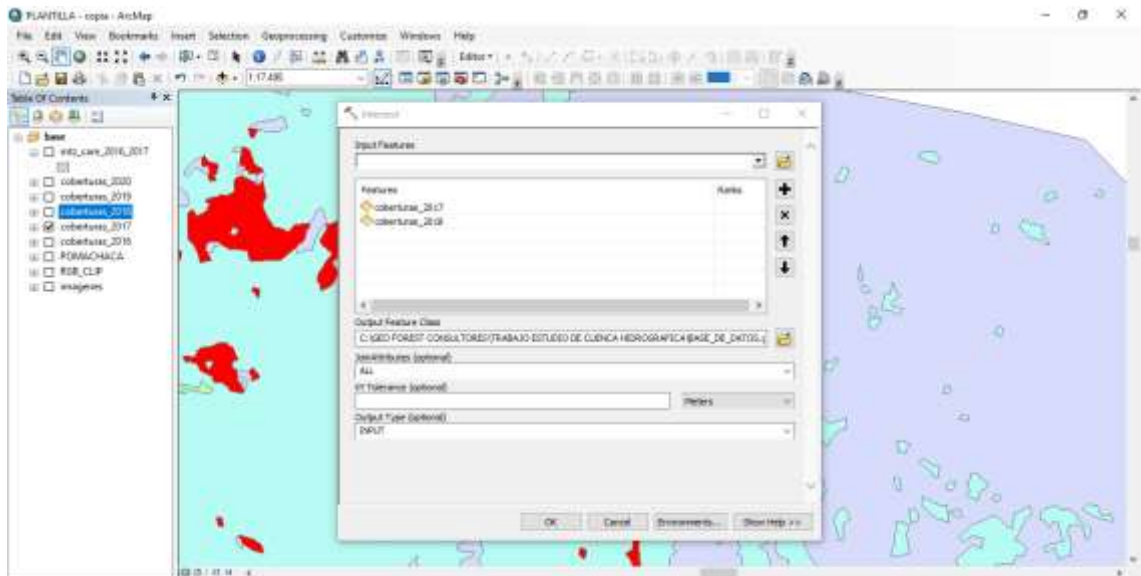 PLANTILLA - copia - ArcMap
File Edit View Bookmarks Insert Selection Geoprocessing Customize Windows Help
Editor
1:17.486
Table Of Contents
base
mtz_care_2016_2017
coberturas_2020
coberturas_2019
coberturas_2018
coberturas_2017
coberturas_2016
POMACHACA
RGB_CLIP
imagenes
Intersect
Input Features
Features
Ranks
coberturas_2017
coberturas_2018
Output Feature Class
C:\GEO FOREST CONSULTORES\TRABAJO ESTUDIO DE CUENCA HIDROGRAFICA\BASE_DE_DATOS.g
JoinAttributes (optional)
ALL
XY Tolerance (optional)
Meters
Output Type (optional)
INPUT
OK Cancel Environments... Show Help >>